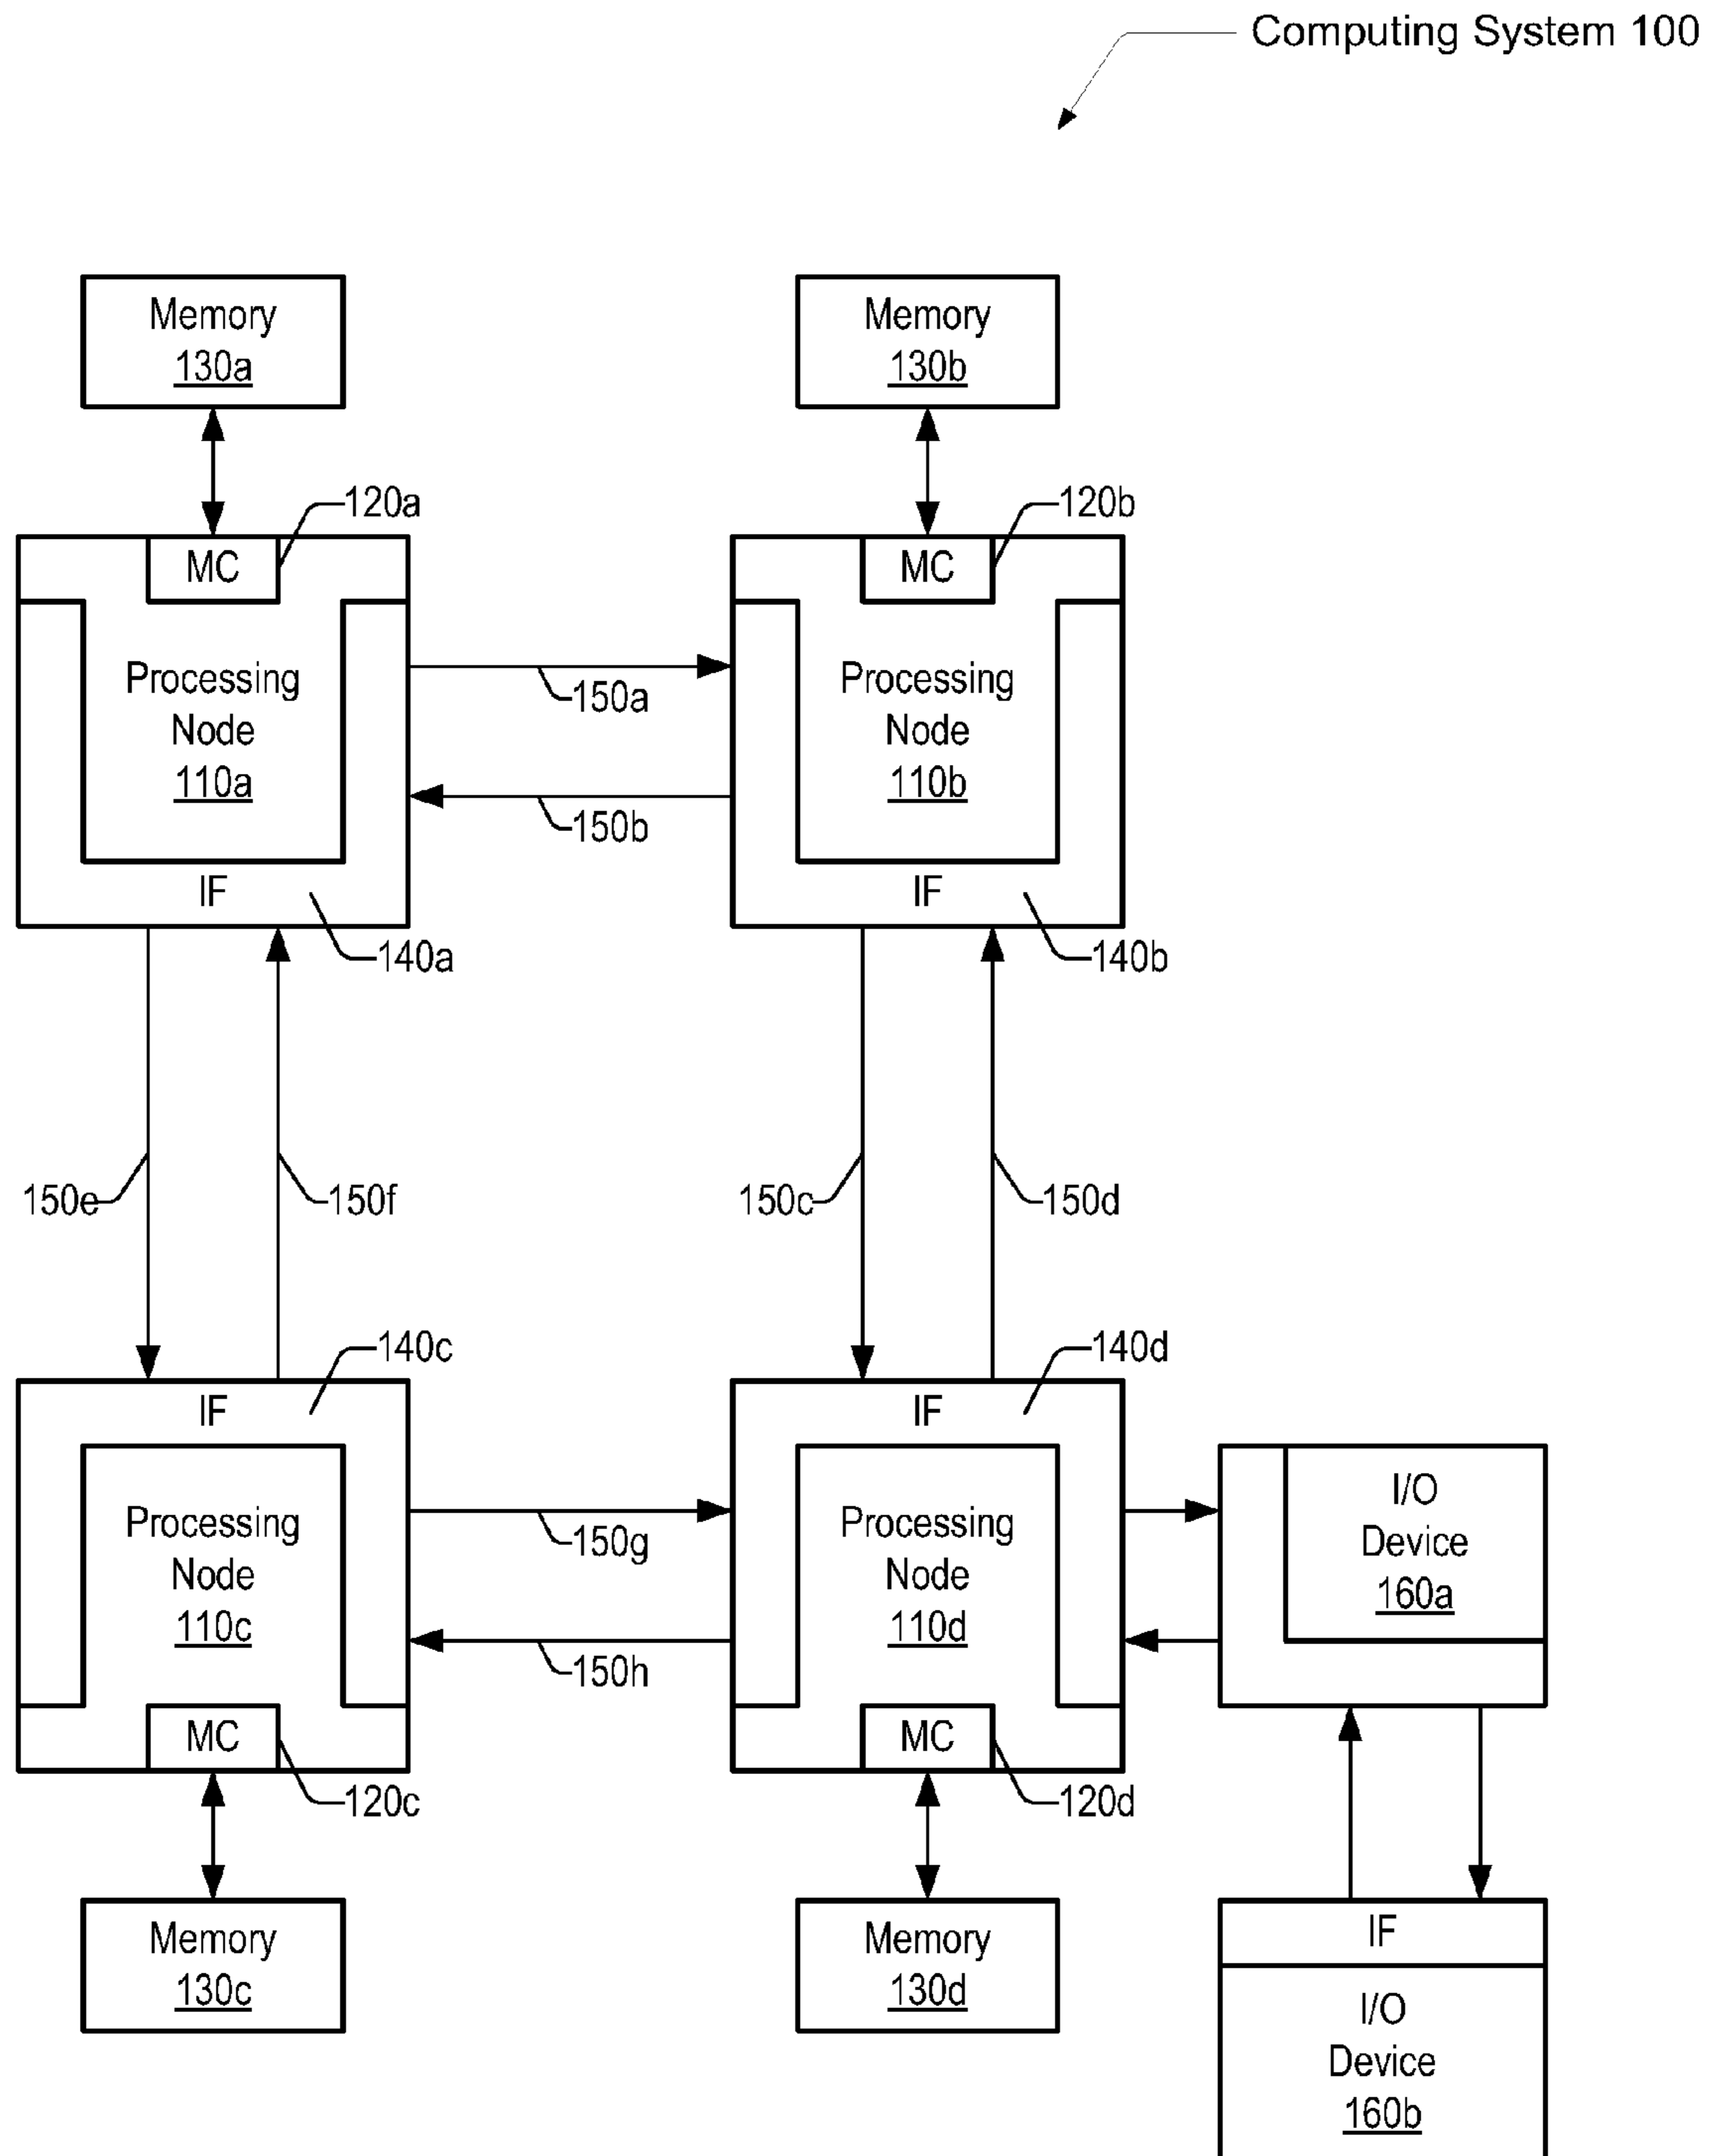 Computing System 100
Memory
130a
Memory
130b
120a
120b
MC
MC
Processing
Node
110a
150a
150b
Processing
Node
110b
IF
IF
140a
140b
150e
150f
150c
150d
140c
140d
IF
IF
Processing
Node
110c
150g
150h
Processing
Node
110d
I/O
Device
160a
MC
MC
120c
120d
Memory
130c
Memory
130d
IF
I/O
Device
160b